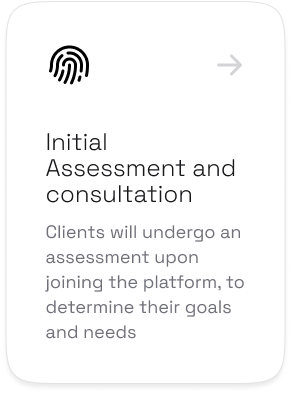 Initial
Assessment and
consultation
Clients will undergo an
assessment upon
joining the platform, to
determine their goals
and needs